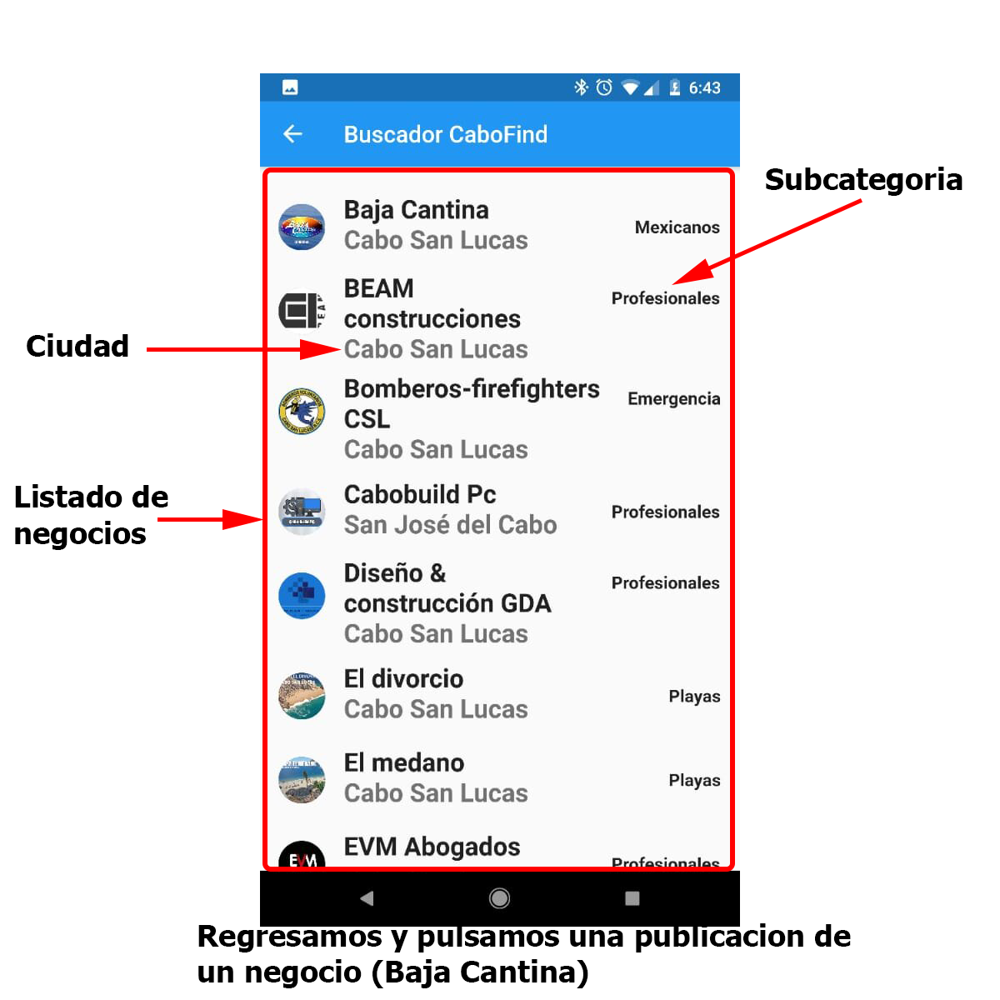 6:43
Buscador CaboFind
Subcategoria
Baja Cantina
Cabo San Lucas
Mexicanos
BEAM
construcciones
Cabo San Lucas
Profesionales
Ciudad
Bomberos-firefighters
CSL
Cabo San Lucas
Emergencia
Listado de
negocios
Cabobuild Pc
San José del Cabo
Profesionales
Diseño &
construcción GDA
Cabo San Lucas
Profesionales
El divorcio
Cabo San Lucas
Playas
El medano
Cabo San Lucas
Playas
EVM
EVM Abogados
Profesionales
Regresamos y pulsamos una publicacion de
un negocio (Baja Cantina)